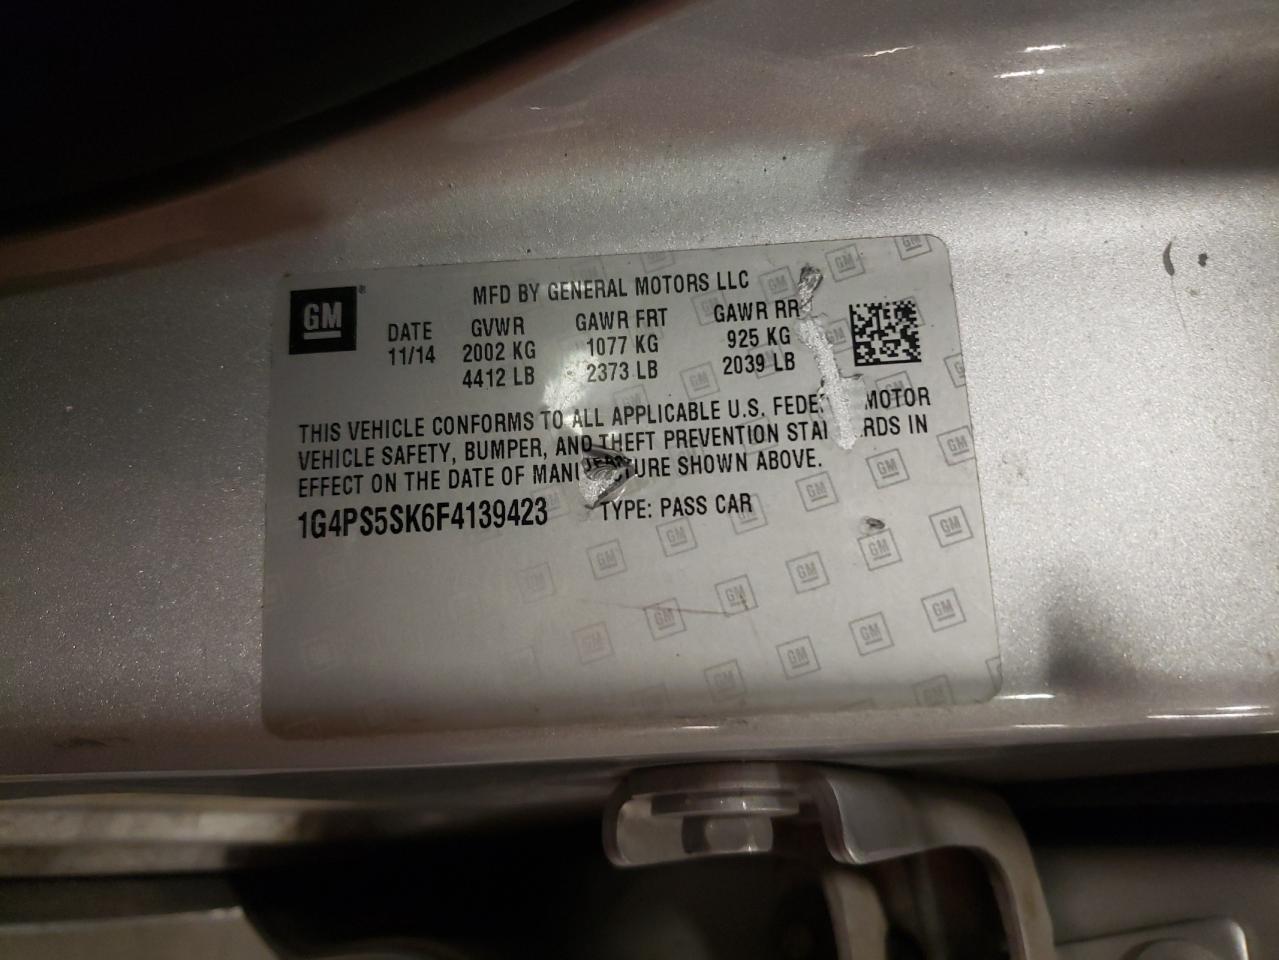 GM
MFD BY GENERAL MOTORS LLC
DATE GVWR GAWR FRT GAWR RR
11/14 2002 KG 1077 KG 925 KG
4412 LB 2373 LB 2039 LB
THIS VEHICLE CONFORMS TO ALL APPLICABLE U.S. FEDE MOTOR
VEHICLE SAFETY, BUMPER, AND THEFT PREVENTION STAN RDS IN
EFFECT ON THE DATE OF MANU TURE SHOWN ABOVE.
1G4PS5SK6F4139423 TYPE: PASS CAR